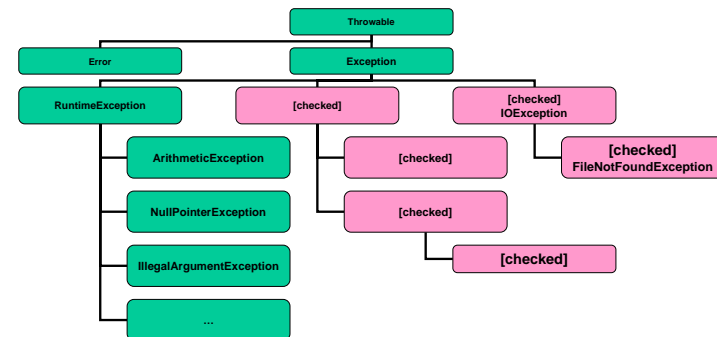 Throwable
Error
Exception
RuntimeException
[checked]
[checked]
IOException
ArithmeticException
[checked]
[checked]
FileNotFoundException
NullPointerException
[checked]
IllegalArgumentException
[checked]
...